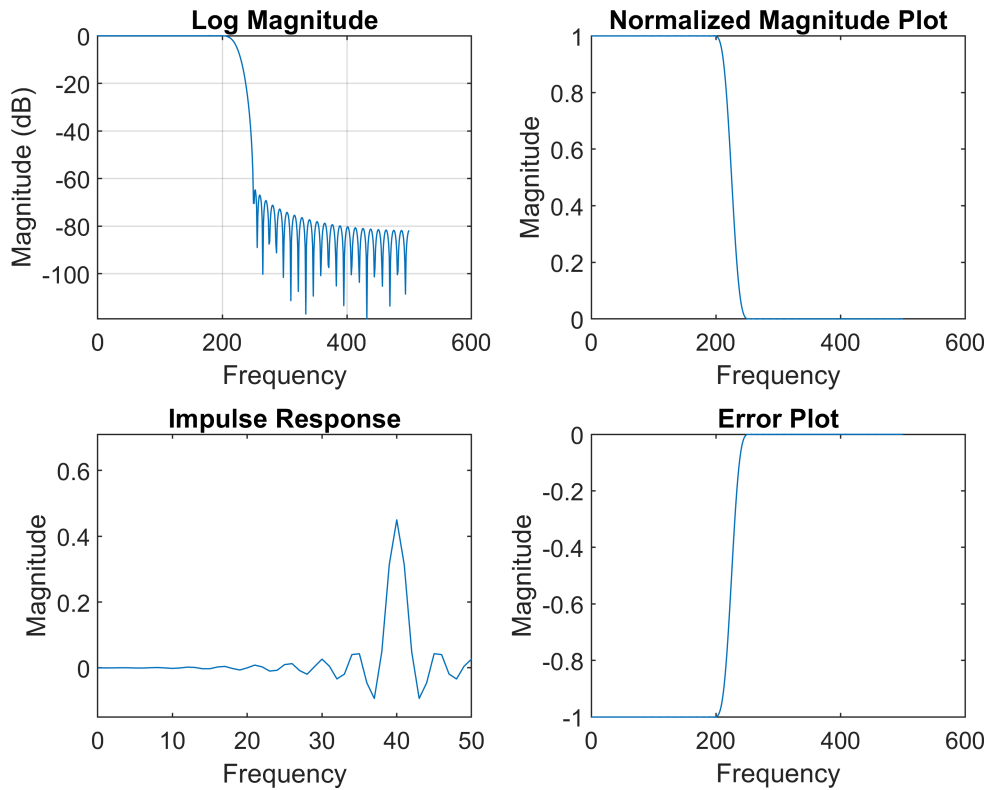 Log Magnitude
Magnitude (dB)
0
-20
-40
-60
-80
-100
0 200 400 600
Frequency
Normalized Magnitude Plot
Magnitude
1
0.8
0.6
0.4
0.2
0
0 200 400 600
Frequency
Impulse Response
Magnitude
0.6
0.4
0.2
0
0 10 20 30 40 50
Frequency
Error Plot
Magnitude
0
-0.2
-0.4
-0.6
-0.8
-1
0 200 400 600
Frequency